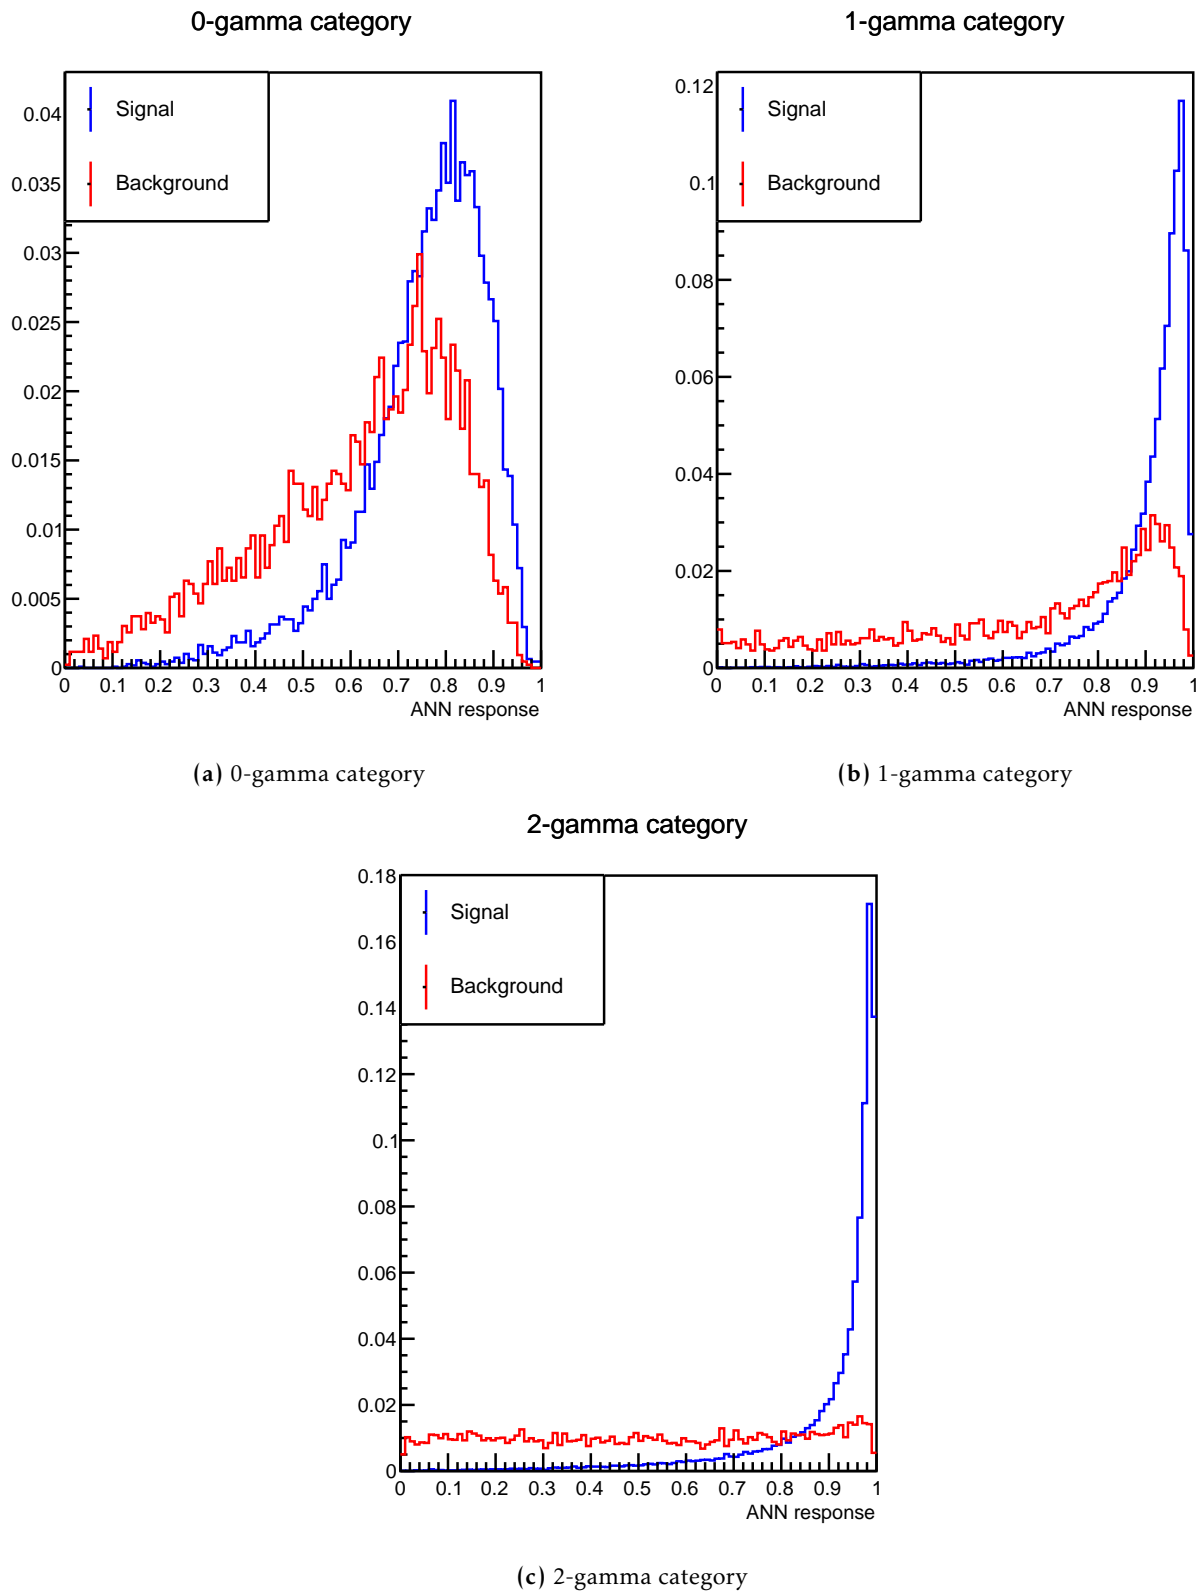 0-gamma category
Signal
Background
0.04
0.035
0.03
0.025
0.02
0.015
0.01
0.005
0
0 0.1 0.2 0.3 0.4 0.5 0.6 0.7 0.8 0.9 1
ANN response
(a) 0-gamma category
1-gamma category
Signal
Background
0.12
0.1
0.08
0.06
0.04
0.02
0
0 0.1 0.2 0.3 0.4 0.5 0.6 0.7 0.8 0.9 1
ANN response
(b) 1-gamma category
2-gamma category
Signal
Background
0.18
0.16
0.14
0.12
0.1
0.08
0.06
0.04
0.02
0
0 0.1 0.2 0.3 0.4 0.5 0.6 0.7 0.8 0.9 1
ANN response
(c) 2-gamma category